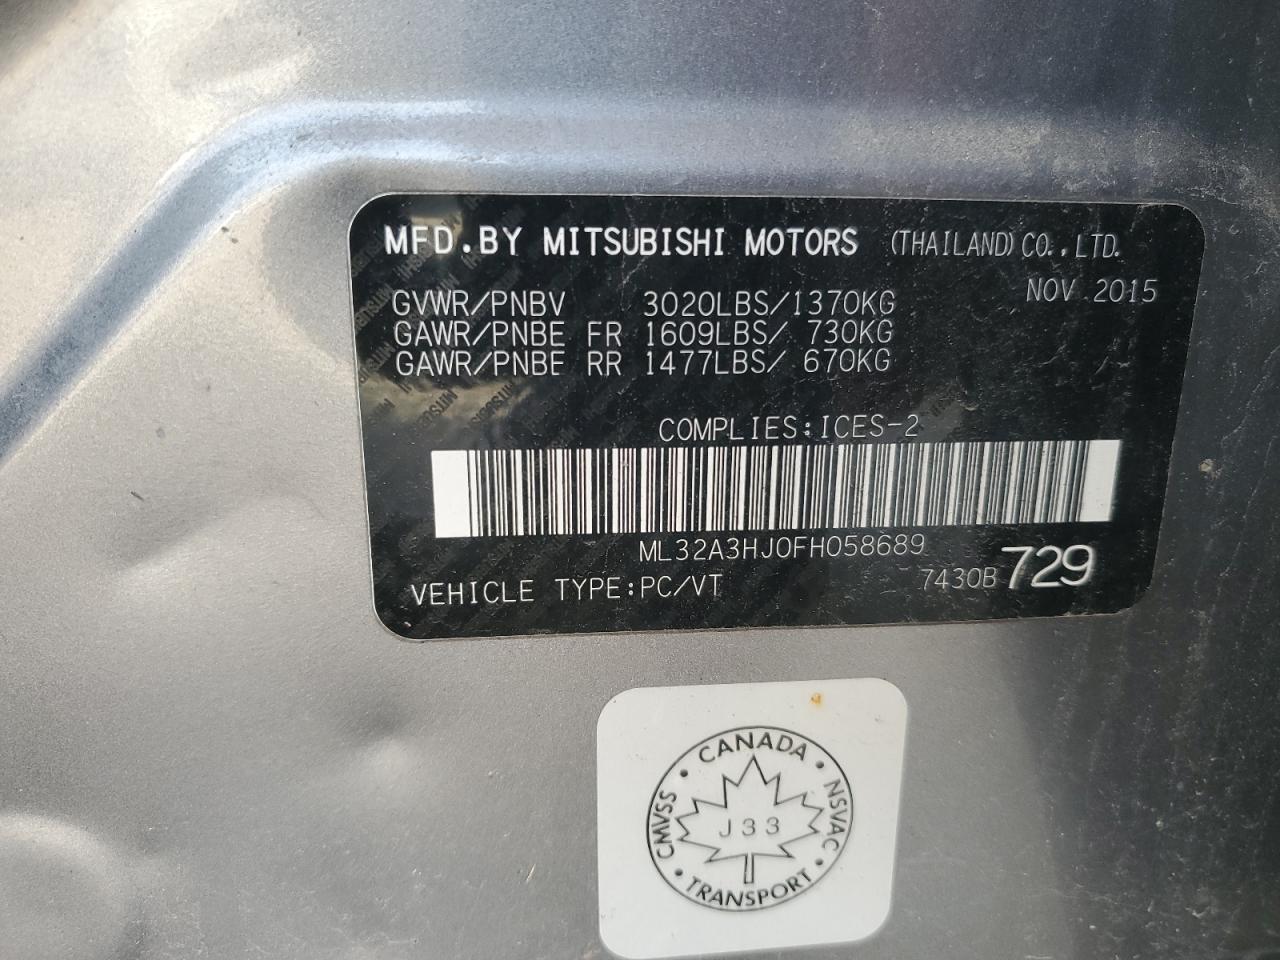 MFD.BY MITSUBISHI MOTORS (THAILAND) CO.,LTD.
NOV 2015
GVWR/PNBV 3020LBS/1370KG
GAWR/PNBE FR 1609LBS/ 730KG
GAWR/PNBE RR 1477LBS/ 670KG
COMPLIES:ICES-2
ML32A3HJ0FH058689
VEHICLE TYPE:PC/VT 7430B 729
CANADA
CMVSS NSVAC
J33
TRANSPORT